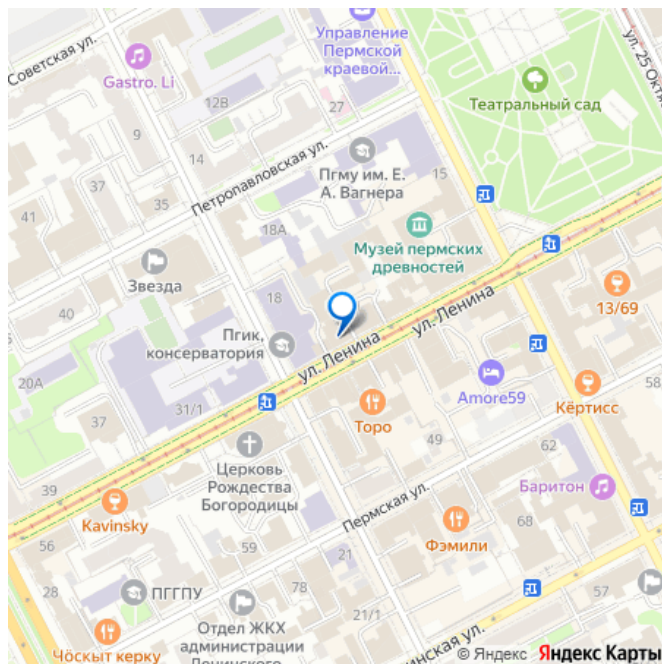 Советская ул.
Gastro. Li
Управление
Пермской
краевой...
ул. 25 Октя
Театральный сад
12В
27
9
14
Петропавловская ул.
Пгму им. Е.
А. Вагнера
15
37
35
41
18А
Музей пермских
древностей
Звезда
40
18
13/69
Пгик,
консерватория
ул. Ленина
ул. Ленина
20А
31/1
37
Торо
Amore59
Кёртисс
58
49
62
Церковь
Рождества
Богородицы
39
Kavinsky
Пермская ул.
Баритон
56
59
Фэмили
68
21
ПГГПУ
78
57
21/1
Отдел ЖКХ
администрации
Ленинского
Чӧскыт керку
инская ул.
© Яндекс Яндекс Карты